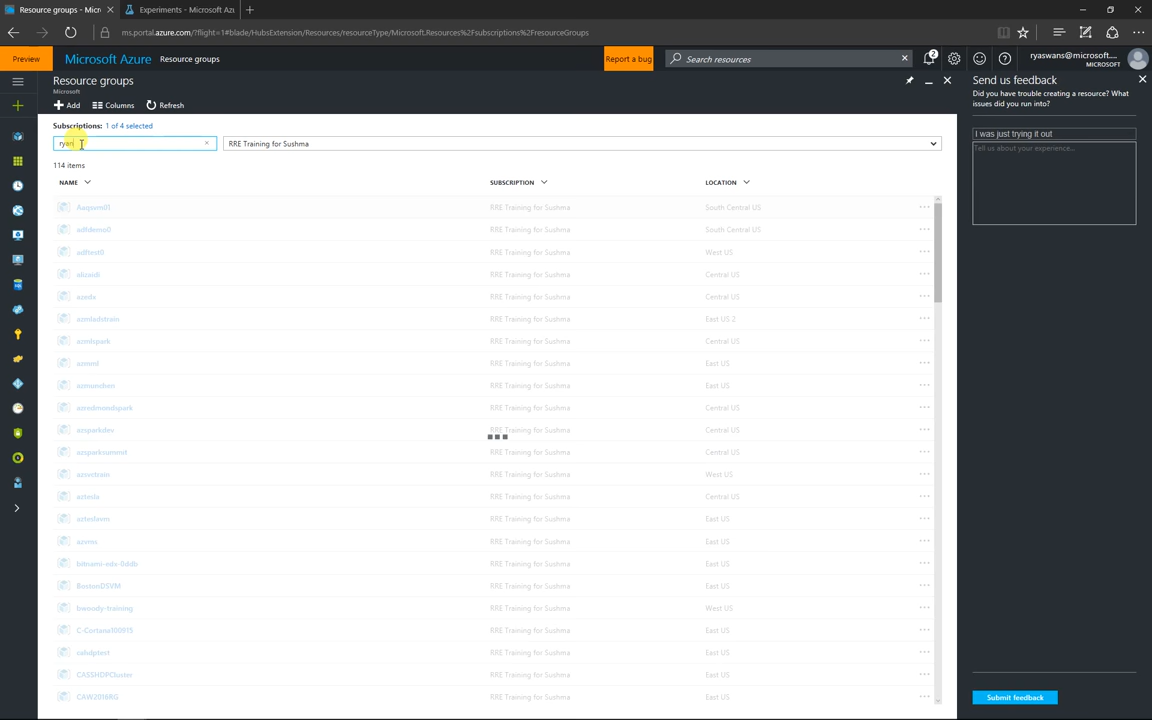 Resource groups - Micr
Experiments - Microsoft Az
ms.portal.azure.com/?flight=1#blade/HubsExtension/Resources/resourceType/Microsoft.Resources%2Fsubscriptions%2FresourceGroups
Preview
Microsoft Azure Resource groups
Report a bug
Search resources
2
ryaswans@microsoft....
MICROSOFT
Resource groups
Microsoft
Add Columns Refresh
Subscriptions: 1 of 4 selected
ryan
RRE Training for Sushma
114 items
NAME SUBSCRIPTION LOCATION
RRE Training for Sushma South Central US
adfdemo0 RRE Training for Sushma South Central US
adftest0 RRE Training for Sushma West US
alizaidi RRE Training for Sushma Central US
azeda RRE Training for Sushma Central US
azmladstrain RRE Training for Sushma East US 2
azmlspark RRE Training for Sushma Central US
azmml RRE Training for Sushma East US
azmunchen RRE Training for Sushma East US
azredmondspark RRE Training for Sushma Central US
azsparkdev RRE Training for Sushma Central US
azsparksummit RRE Training for Sushma Central US
azsvctrain RRE Training for Sushma West US
aztesla RRE Training for Sushma Central US
azteslavm RRE Training for Sushma East US
azvms RRE Training for Sushma East US
bitnami-xda-0ddb RRE Training for Sushma East US
BostonDSVM RRE Training for Sushma East US
bwoody-training RRE Training for Sushma West US
C-Cortana100915 RRE Training for Sushma East US
cahdptest RRE Training for Sushma East US
CASSHDPCluster RRE Training for Sushma East US
CAW2016RG RRE Training for Sushma East US
Send us feedback
Did you have trouble creating a resource? What
issues did you run into?
I was just trying it out
Tell us about your experience...
Submit feedback